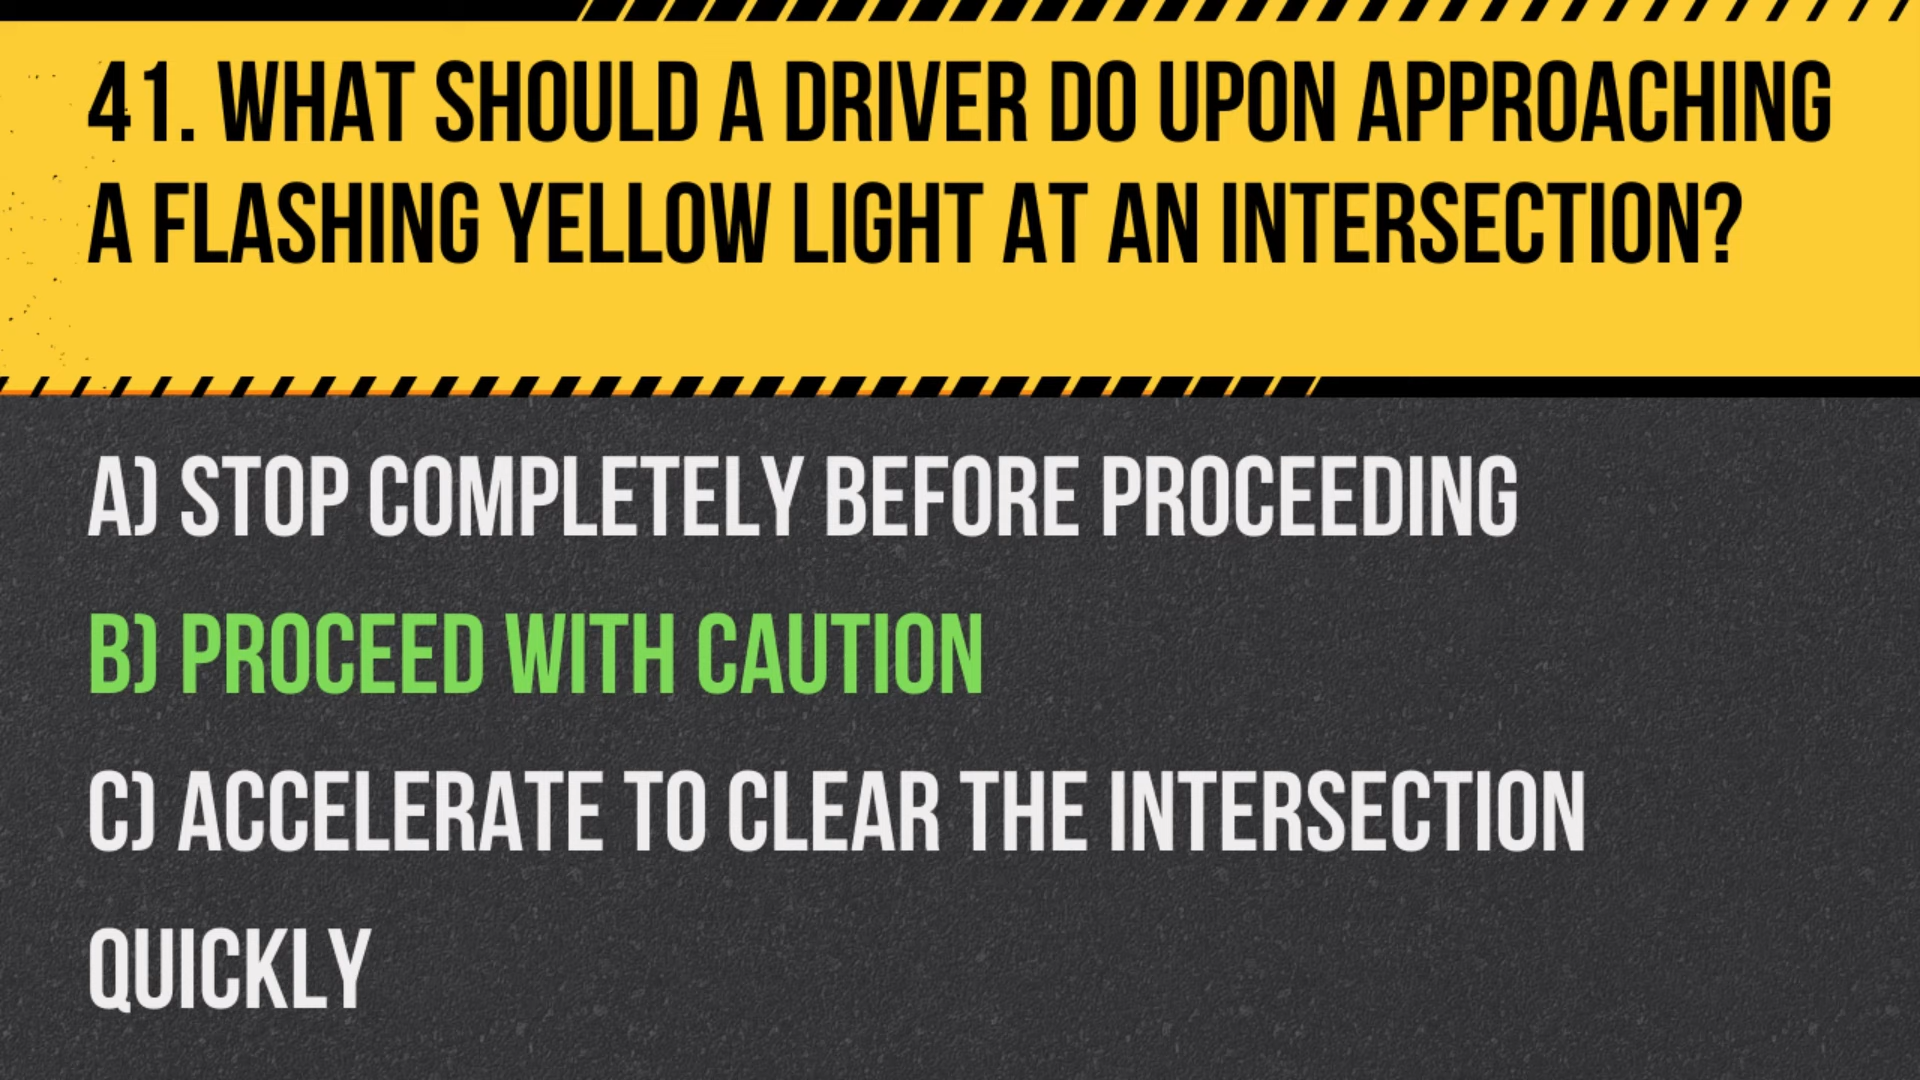 41. WHAT SHOULD A DRIVER DO UPON APPROACHING
A FLASHING YELLOW LIGHT AT AN INTERSECTION?
A) STOP COMPLETELY BEFORE PROCEEDING
B) PROCEED WITH CAUTION
C) ACCELERATE TO CLEAR THE INTERSECTION
QUICKLY